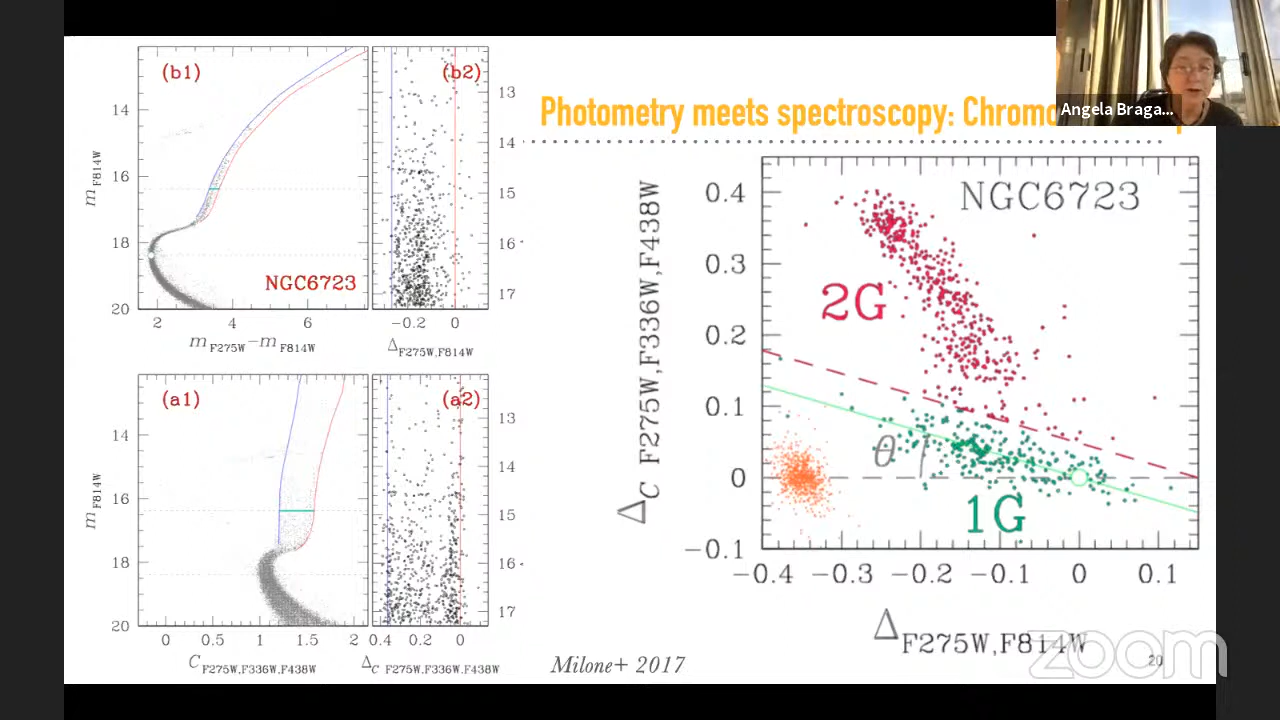 Photometry meets spectroscopy: Chromo
Angela Braga...
(b1)
(b2)
14
16
18
20
m F814W
NGC6723
2 4 6
m F275W−m F814W
13
14
15
16
17
−0.2 0
Δ F275W,F814W
(a1)
(a2)
14
16
18
20
m F814W
0 0.5 1 1.5 2
C F275W,F336W,F438W
13
14
15
16
17
0.4 0.2 0
Δ C F275W,F336W,F438W
NGC6723
2G
1G
θ
0.4
0.3
0.2
0.1
0
−0.1
Δ C F275W,F336W,F438W
−0.4 −0.3 −0.2 −0.1 0 0.1
Δ F275W,F814W
Milone+ 2017
20
zoom